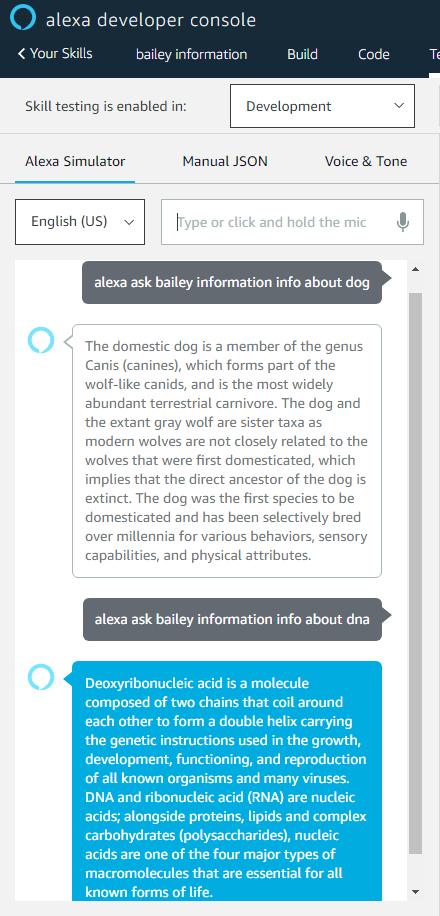 alexa developer console
Your Skills
bailey information
Build
Code
Te
Skill testing is enabled in:
Development
Alexa Simulator
Manual JSON
Voice & Tone
English (US)
Type or click and hold the mic
alexa ask bailey information info about dog
The domestic dog is a member of the genus
Canis (canines), which forms part of the
wolf-like canids, and is the most widely
abundant terrestrial carnivore. The dog and
the extant gray wolf are sister taxa as
modern wolves are not closely related to the
wolves that were first domesticated, which
implies that the direct ancestor of the dog is
extinct. The dog was the first species to be
domesticated and has been selectively bred
over millennia for various behaviors, sensory
capabilities, and physical attributes.
alexa ask bailey information info about dna
Deoxyribonucleic acid is a molecule
composed of two chains that coil around
each other to form a double helix carrying
the genetic instructions used in the growth,
development, functioning, and reproduction
of all known organisms and many viruses.
DNA and ribonucleic acid (RNA) are nucleic
acids; alongside proteins, lipids and complex
carbohydrates (polysaccharides), nucleic
acids are one of the four major types of
macromolecules that are essential for all
known forms of life.